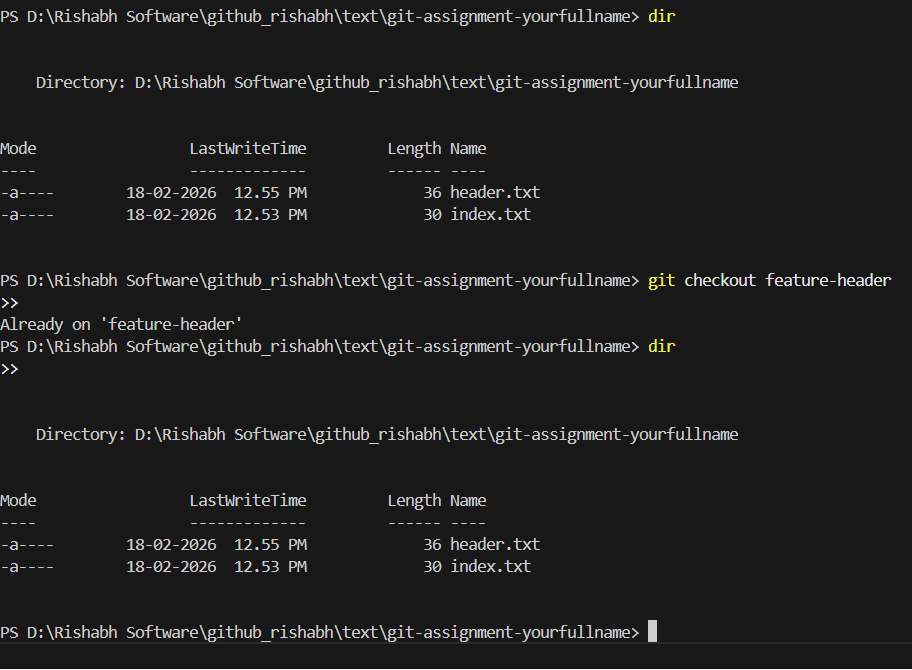 PS D:\Rishabh Software\github_rishabh\text\git-assignment-yourfullname> dir
Directory: D:\Rishabh Software\github_rishabh\text\git-assignment-yourfullname
Mode                 LastWriteTime         Length Name
----                 -------------         ------ ----
-a----        18-02-2026  12.55 PM             36 header.txt
-a----        18-02-2026  12.53 PM             30 index.txt
PS D:\Rishabh Software\github_rishabh\text\git-assignment-yourfullname> git checkout feature-header
>>
Already on 'feature-header'
PS D:\Rishabh Software\github_rishabh\text\git-assignment-yourfullname> dir
>>
Directory: D:\Rishabh Software\github_rishabh\text\git-assignment-yourfullname
Mode                 LastWriteTime         Length Name
----                 -------------         ------ ----
-a----        18-02-2026  12.55 PM             36 header.txt
-a----        18-02-2026  12.53 PM             30 index.txt
PS D:\Rishabh Software\github_rishabh\text\git-assignment-yourfullname>